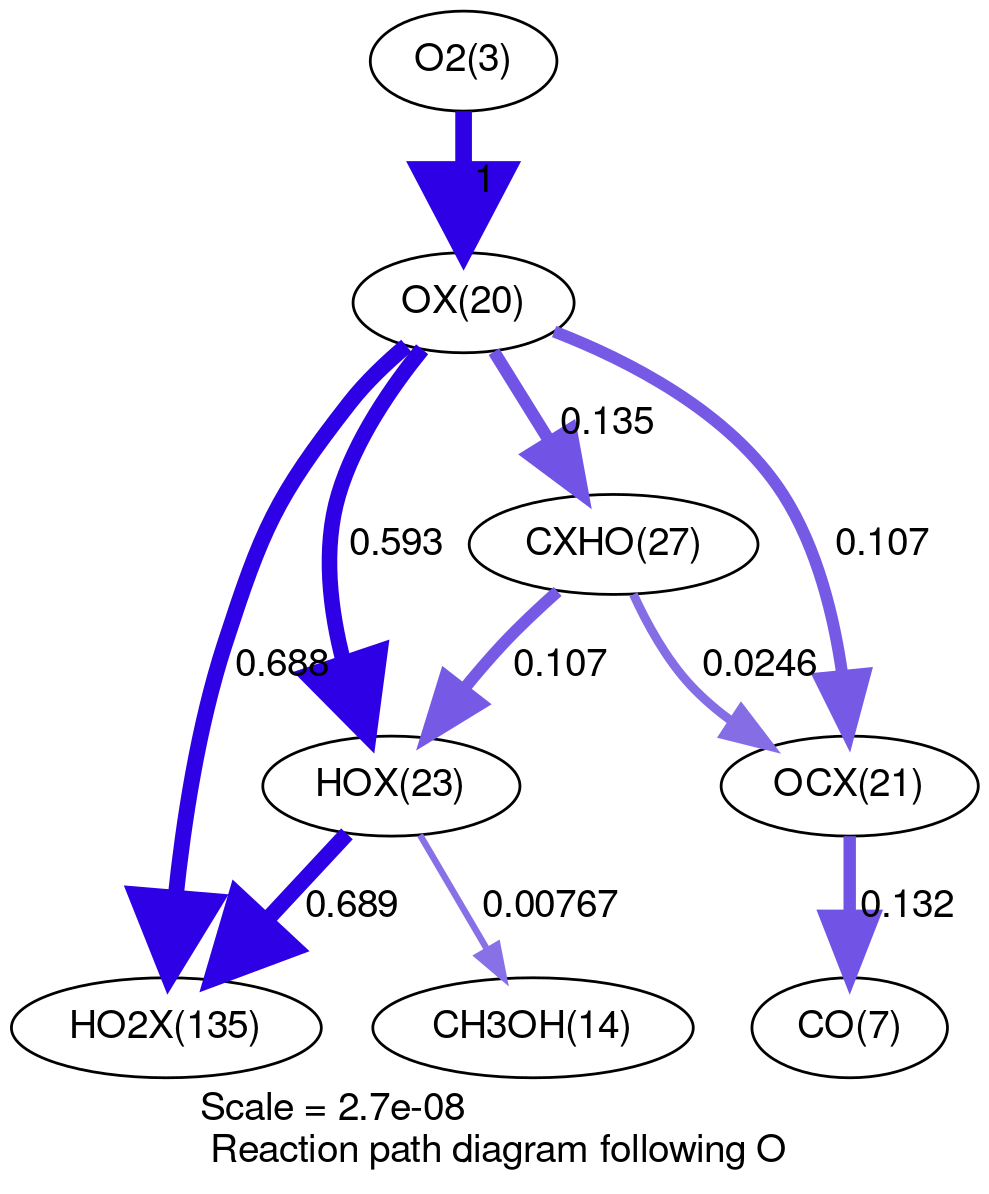 O2(3)
1
OX(20)
0.135
0.593
CXHO(27)
0.107
0.688
0.107
0.0246
HOX(23)
OCX(21)
0.689
0.00767
0.132
HO2X(135)
CH3OH(14)
CO(7)
Scale = 2.7e-08
Reaction path diagram following O